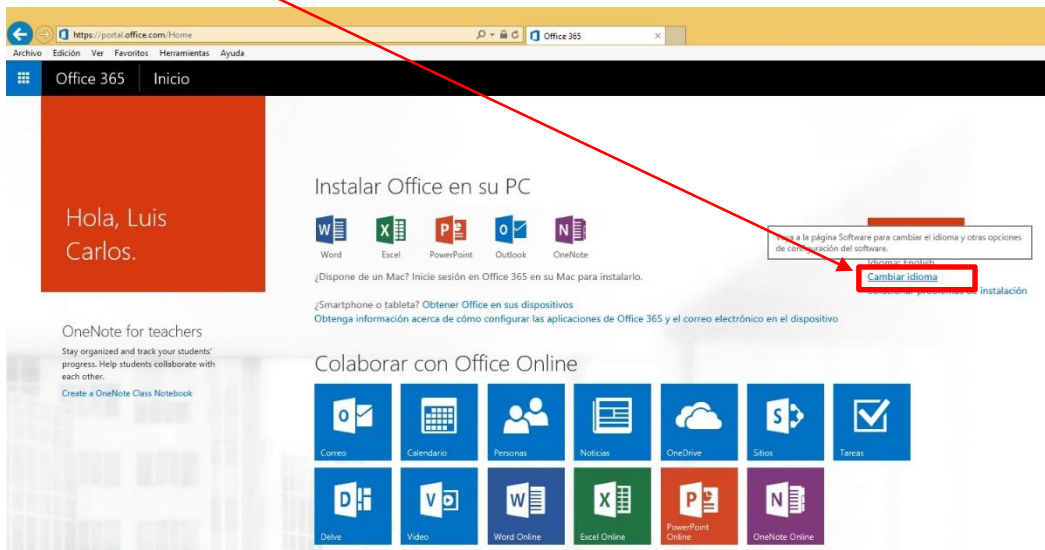 https://portal.office.com/Home
Office 365
Archivo Edición Ver Favoritos Herramientas Ayuda
Office 365 Inicio
Hola, Luis
Carlos.
OneNote for teachers
Stay organized and track your students'
progress. Help students collaborate with
each other.
Create a OneNote Class Notebook
Instalar Office en su PC
Word Excel PowerPoint Outlook OneNote
¿Dispone de un Mac? Inicie sesión en Office 365 en su Mac para instalarlo.
¿Smartphone o tableta? Obtener Office en sus dispositivos
Obtenga información acerca de cómo configurar las aplicaciones de Office 365 y el correo electrónico en el dispositivo
Vaya a la página Software para cambiar el idioma y otras opciones
de configuración del software.
Idioma: English
Cambiar idioma
Solucionar problemas de instalación
Colaborar con Office Online
Correo Calendario Personas Noticias OneDrive Sitios Tareas
Delve Video Word Online Excel Online PowerPoint Online OneNote Online